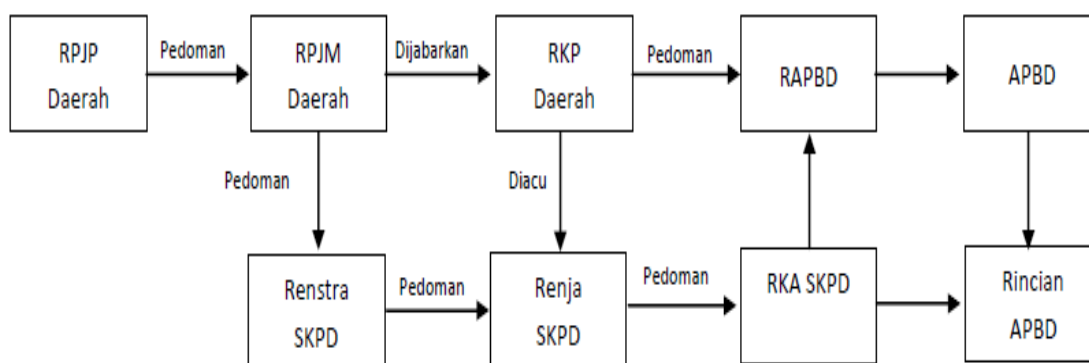 RPJP
Daerah
Pedoman
RPJM
Daerah
Dijabarkan
RKP
Daerah
Pedoman
RAPBD
APBD
Pedoman
Diacu
Renstra
SKPD
Pedoman
Renja
SKPD
Pedoman
RKA SKPD
Rincian
APBD